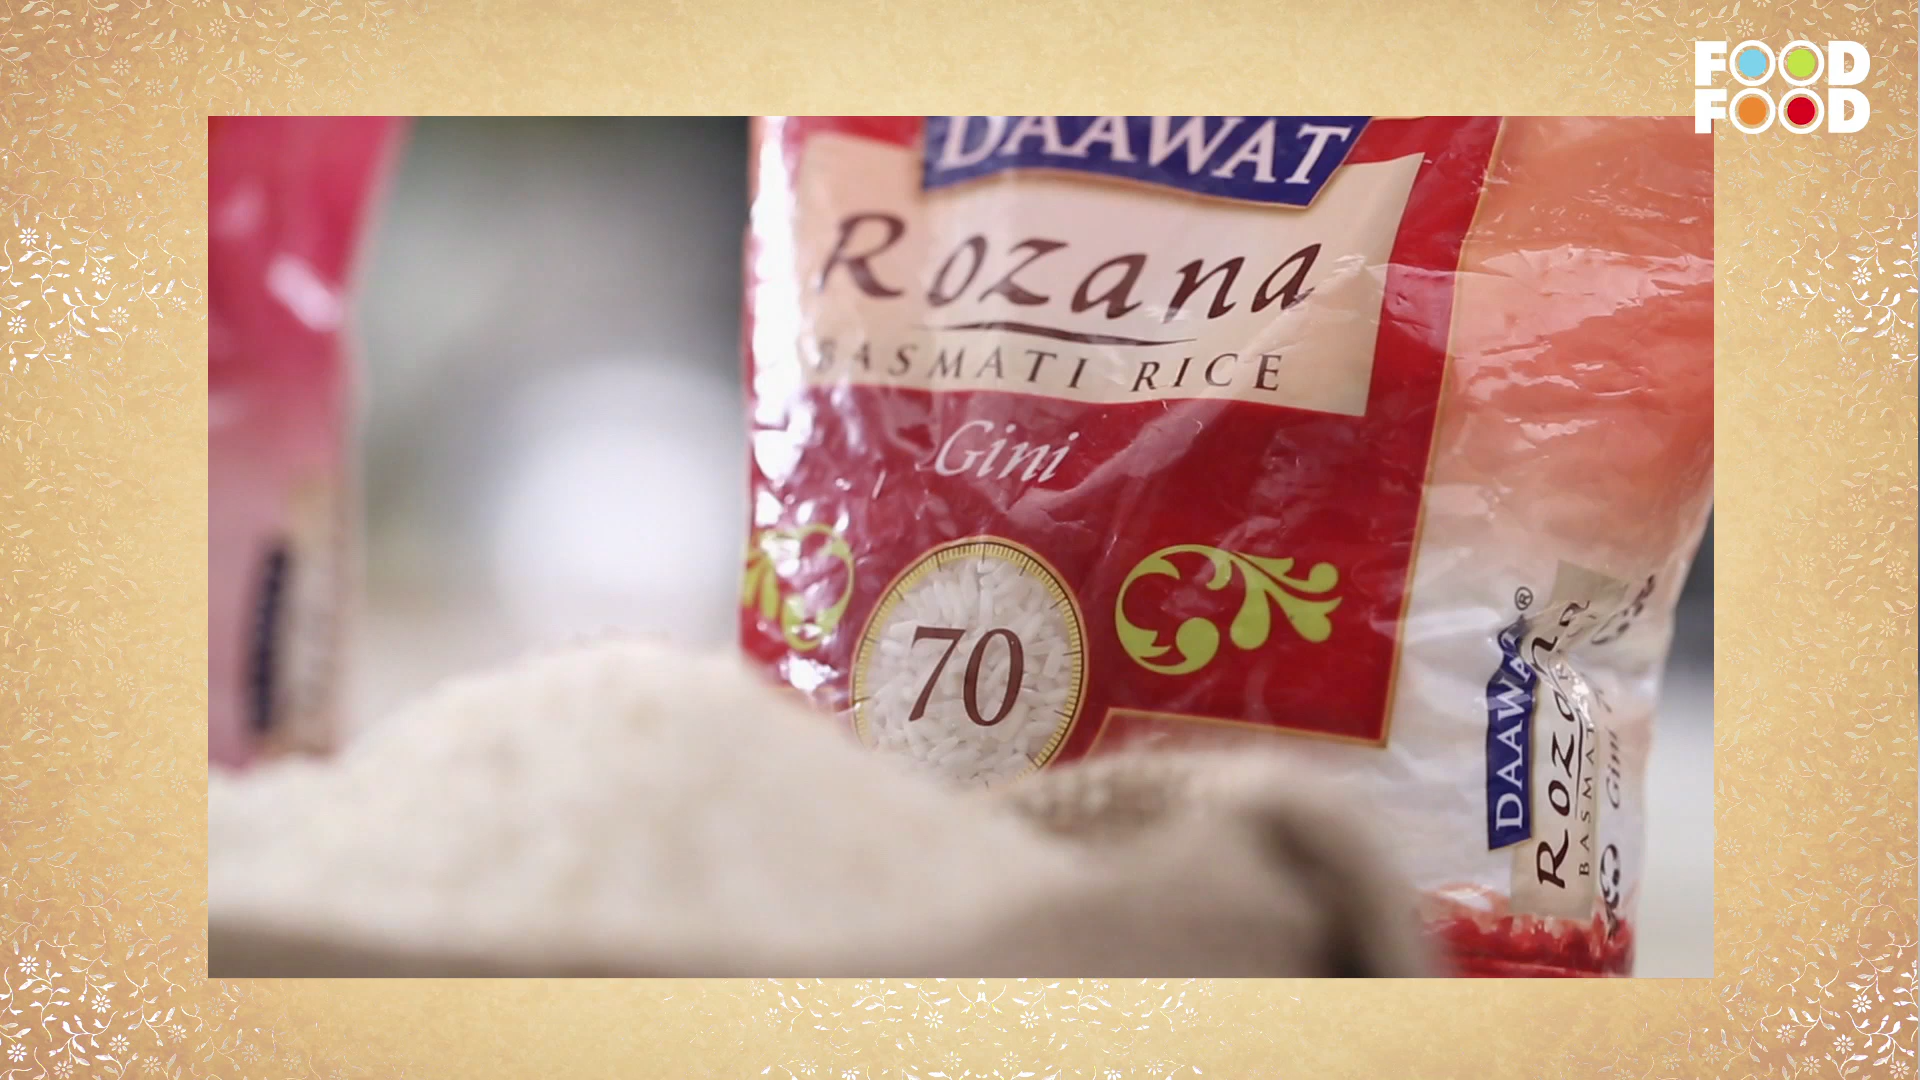 FOOD
FOOD
DAAWAT
Rozana
BASMATI RICE
Gini
70
DAAWAT®
Rozana
BASMATI
Gini